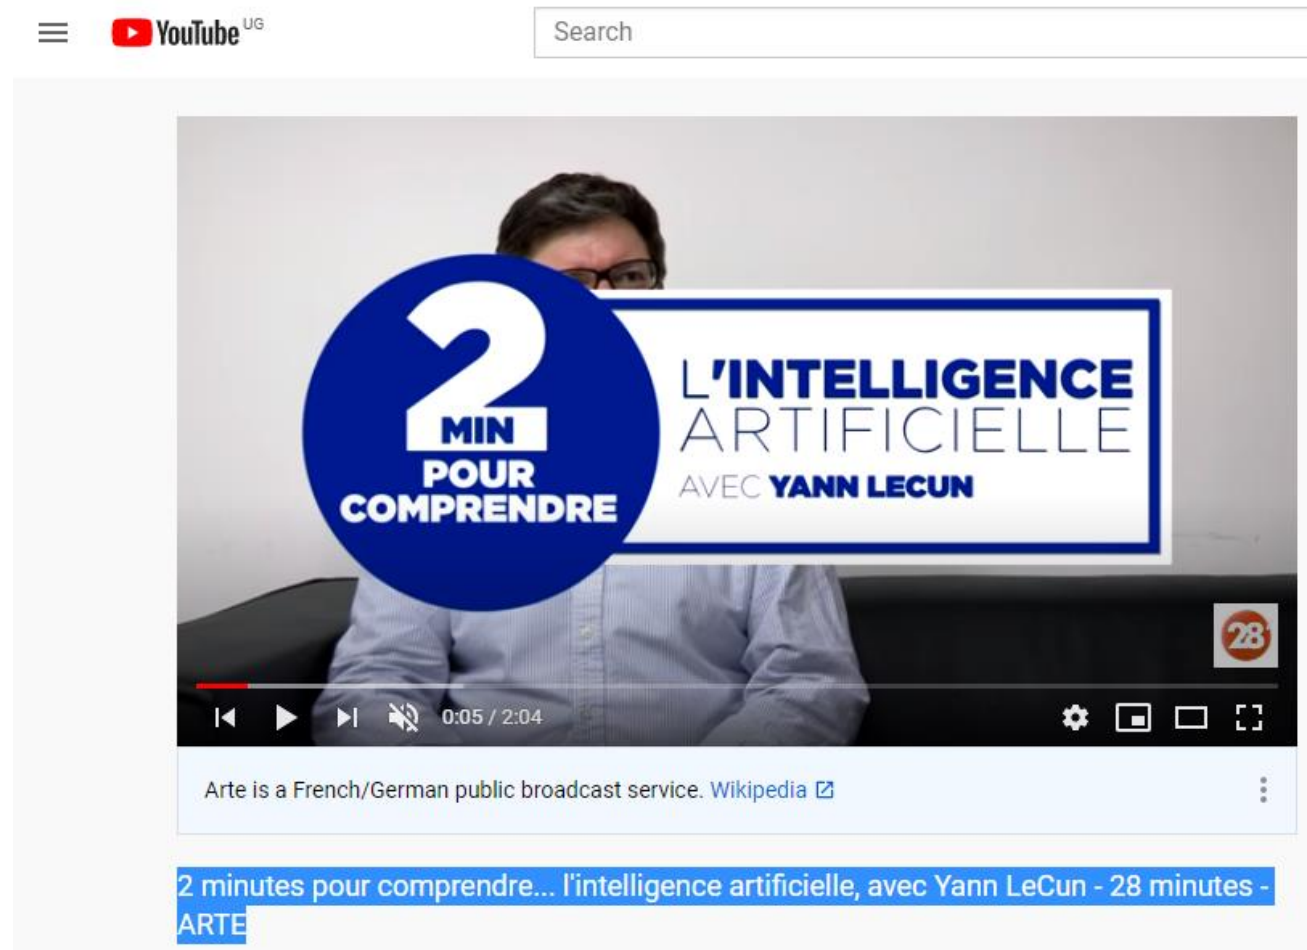 YouTube UG
Search
2
MIN
POUR
COMPRENDRE
L'INTELLIGENCE
ARTIFICIELLE
AVEC YANN LECUN
28
0:05 / 2:04
Arte is a French/German public broadcast service. Wikipedia
2 minutes pour comprendre... l'intelligence artificielle, avec Yann LeCun - 28 minutes -
ARTE